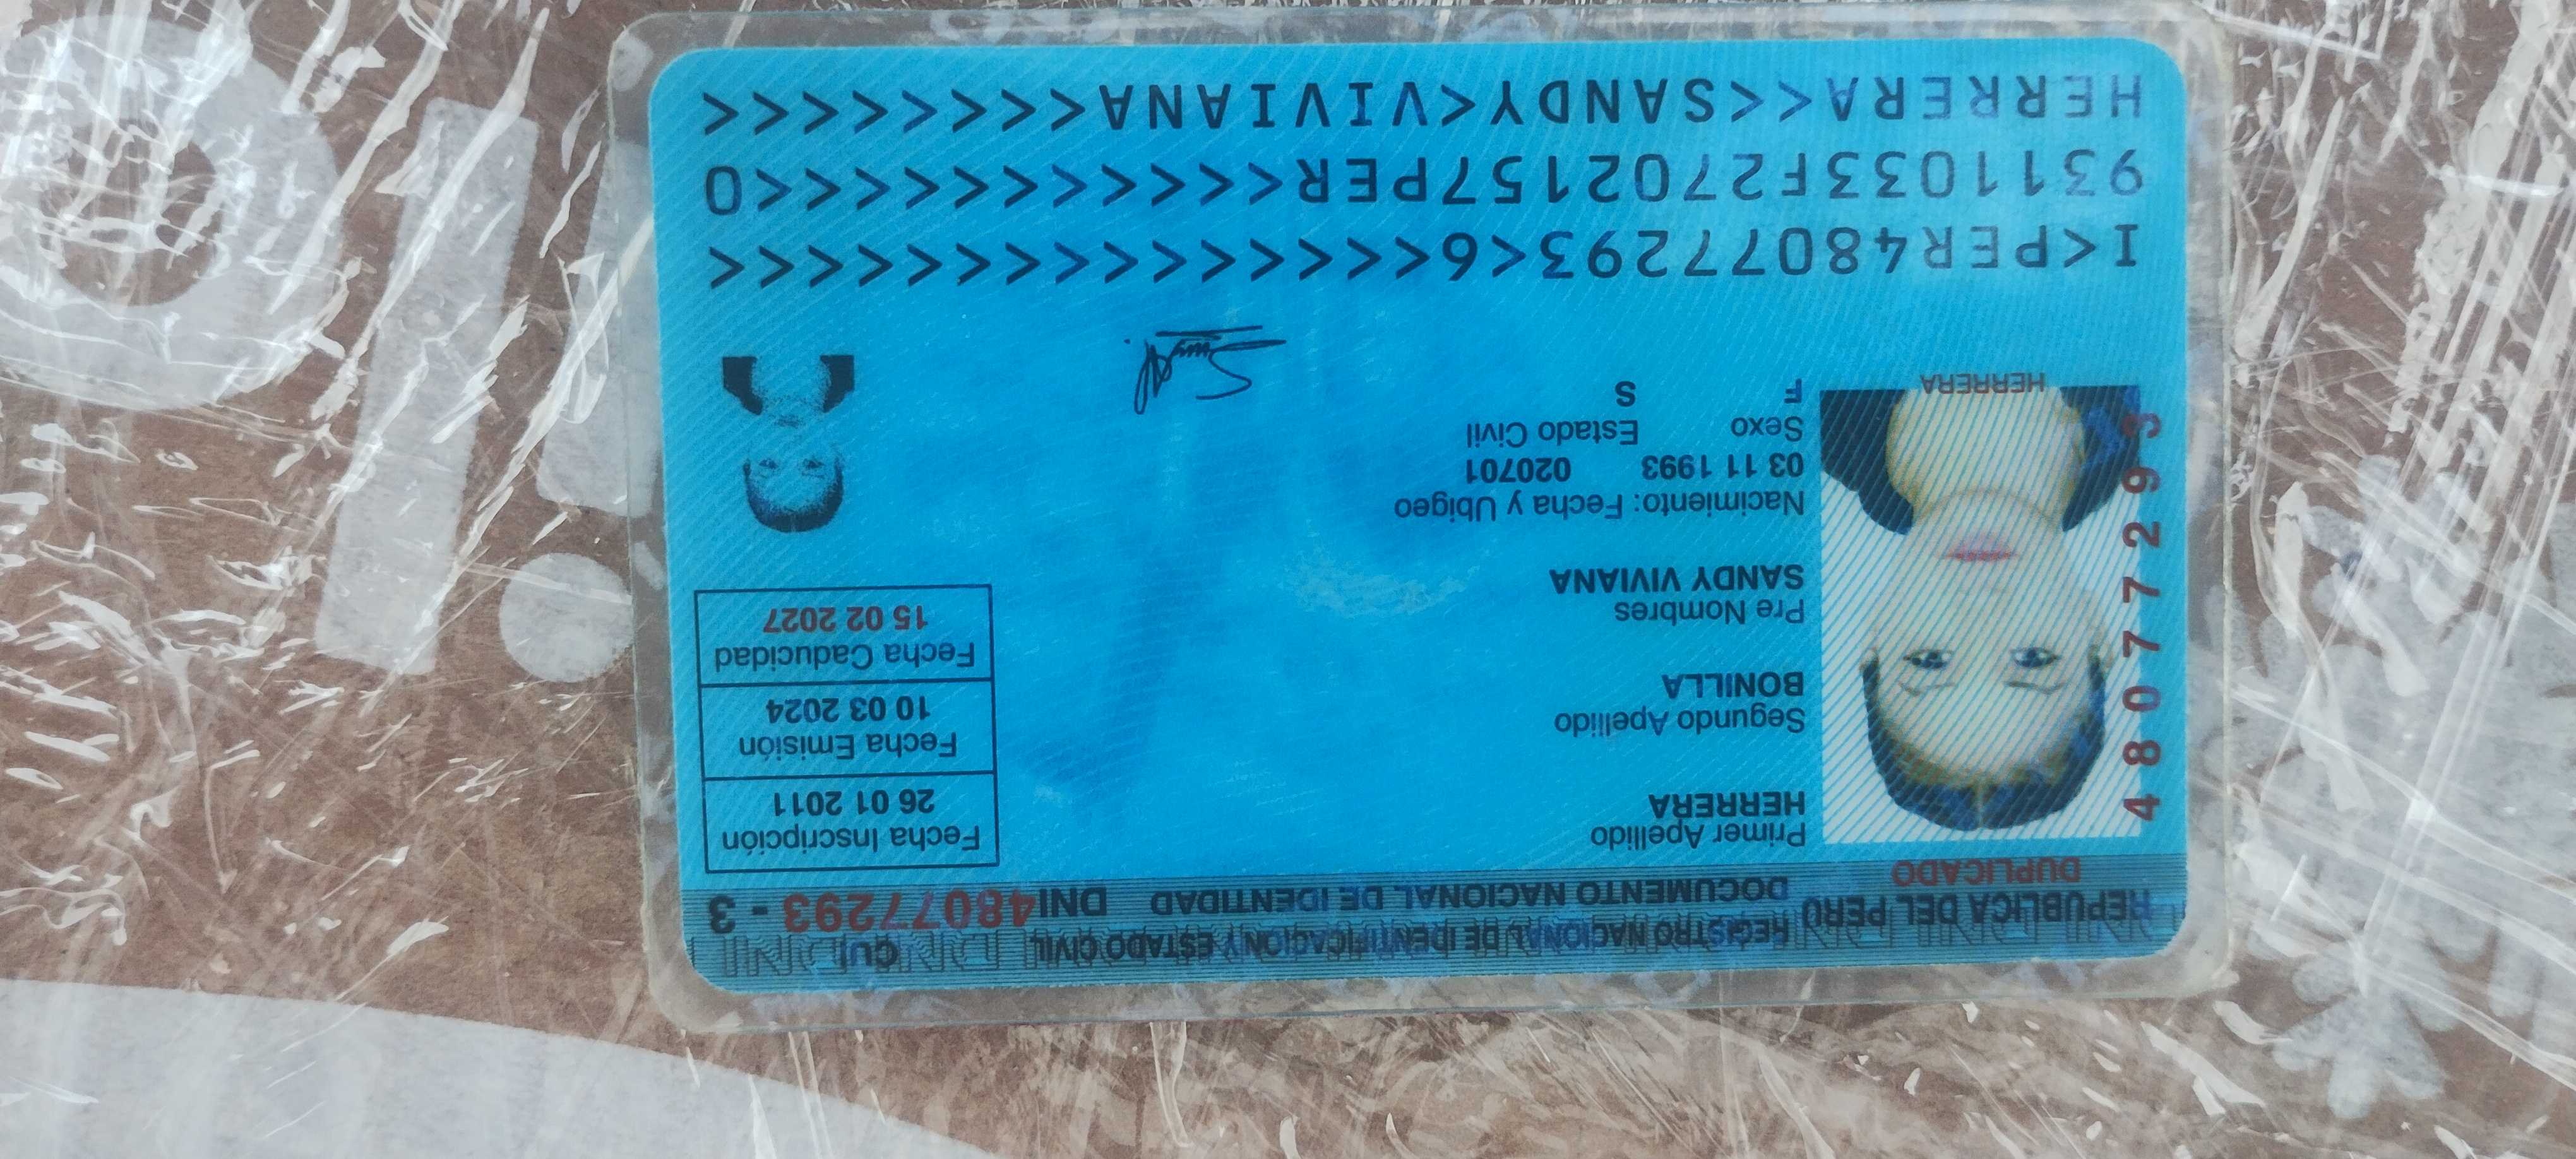 REPUBLICA DEL PERÚ
REGISTRO NACIONAL DE IDENTIFICACION Y ESTADO CIVIL
CUI
DUPLICADO
DOCUMENTO NACIONAL DE IDENTIDAD
DNI 48077293 - 3
Primer Apellido
HERRERA
Segundo Apellido
BONILLA
Pre Nombres
SANDY VIVIANA
Nacimiento: Fecha y Ubigeo
03 11 1993 020701
Sexo Estado Civil
F S
Fecha Inscripción
26 01 2011
Fecha Emisión
10 03 2024
Fecha Caducidad
15 02 2027
48077293
HERRERA
I<PER48077293<6<<<<<<<<<<<<<<<
9311033F2702157PER<<<<<<<<<<<0
HERRERA<<SANDY<VIVIANA<<<<<<<<